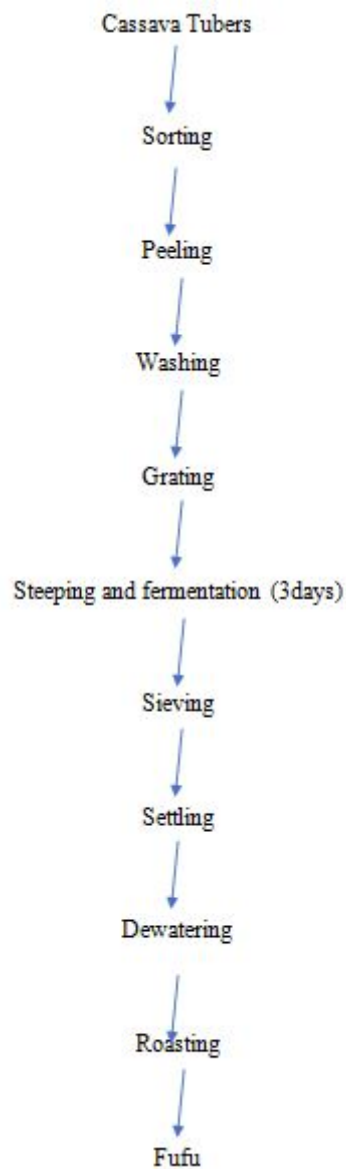 Cassava Tubers
Sorting
Peeling
Washing
Grating
Steeping and fermentation (3days)
Sieving
Settling
Dewatering
Roasting
Fufu